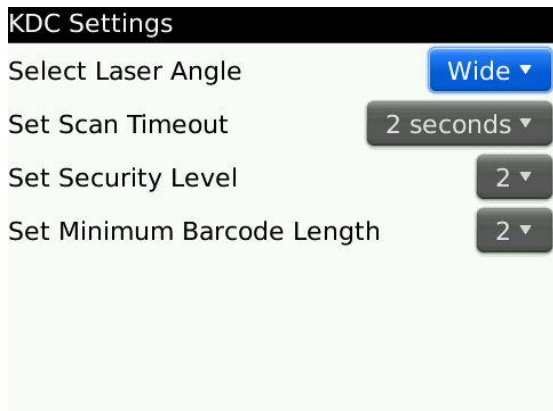 KDC Settings
Select Laser Angle Wide
Set Scan Timeout 2 seconds
Set Security Level 2
Set Minimum Barcode Length 2